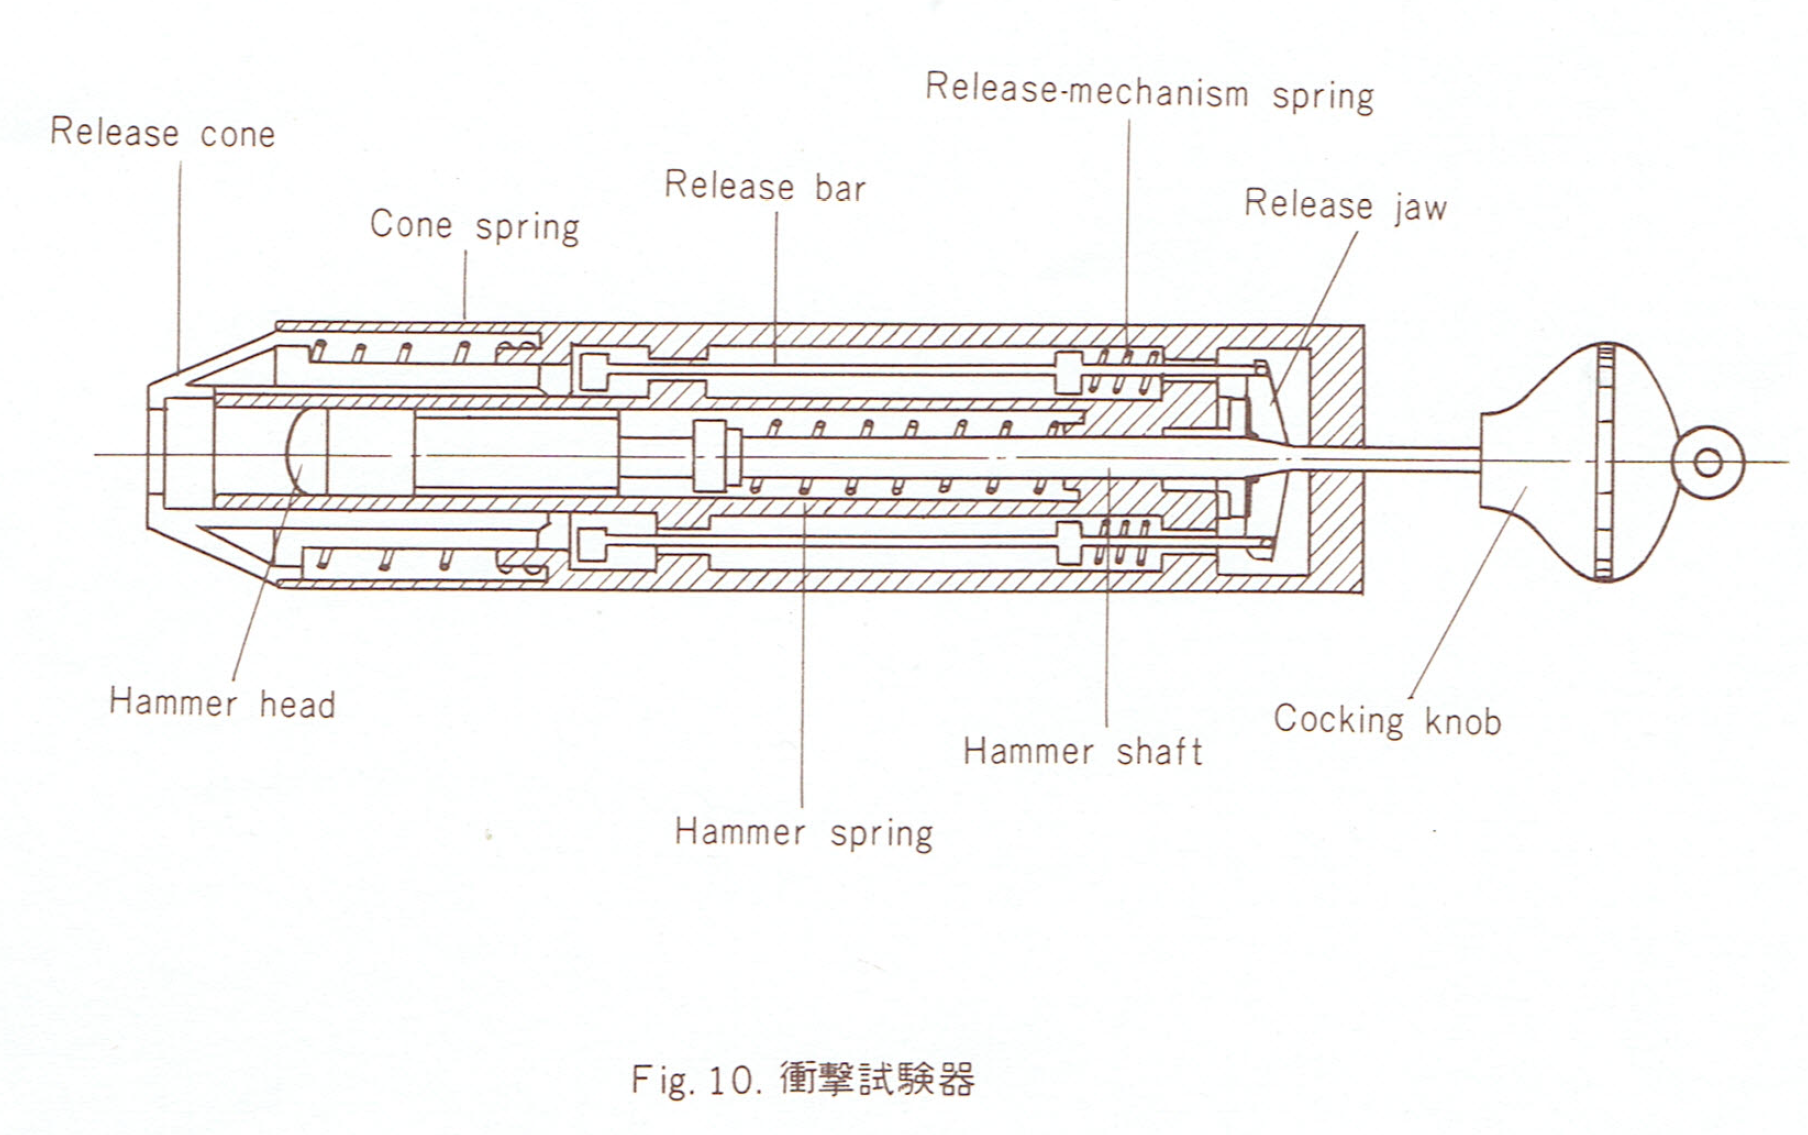 Release-mechanism spring
Release cone
Release bar
Release jaw
Cone spring
Hammer head
Cocking knob
Hammer shaft
Hammer spring
Fig. 10. 衝撃試験器